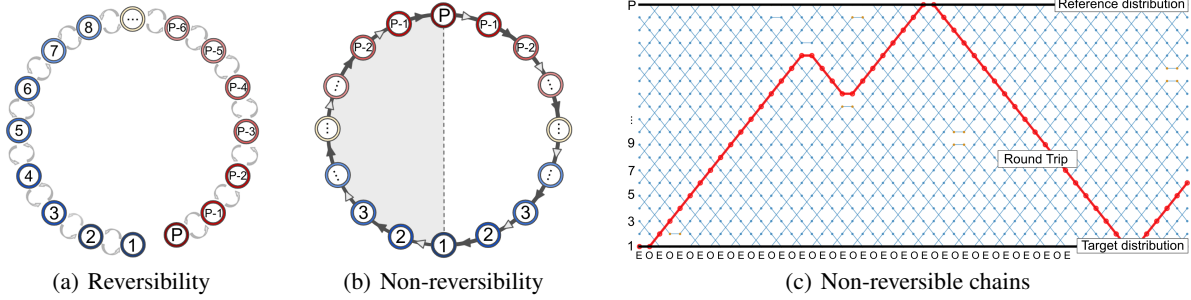 ...
8
7
6
5
4
3
2
1
P-6
P-5
P-4
P-3
P-2
P-1
P
(a) Reversibility
P
P-1
P-1
P-2
P-2
...
...
...
...
...
...
3
3
2
2
1
(b) Non-reversibility
P
Reference distribution
...
9
7
5
3
1
Round Trip
Target distribution
E O E O E O E O E O E O E O E O E O E O E O E O E O E O E O E O E O E O E O E O E O E
(c) Non-reversible chains